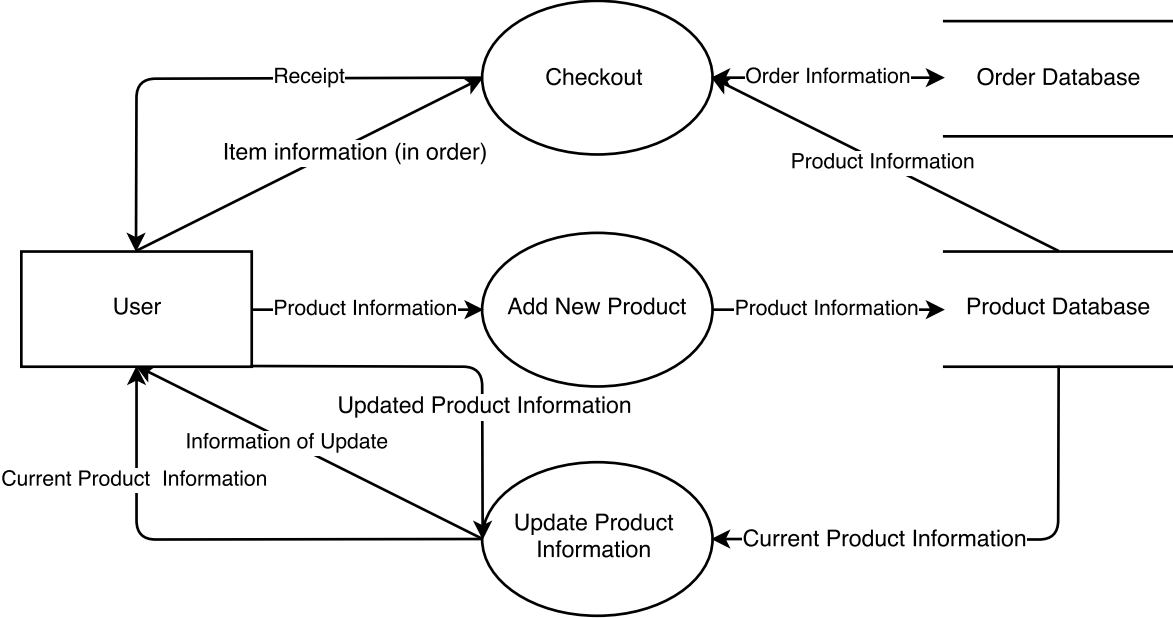 Receipt
Checkout
Order Information
Order Database
Item information (in order)
Product Information
User
Product Information
Add New Product
Product Information
Product Database
Updated Product Information
Information of Update
Current Product  Information
Update Product
Information
Current Product Information